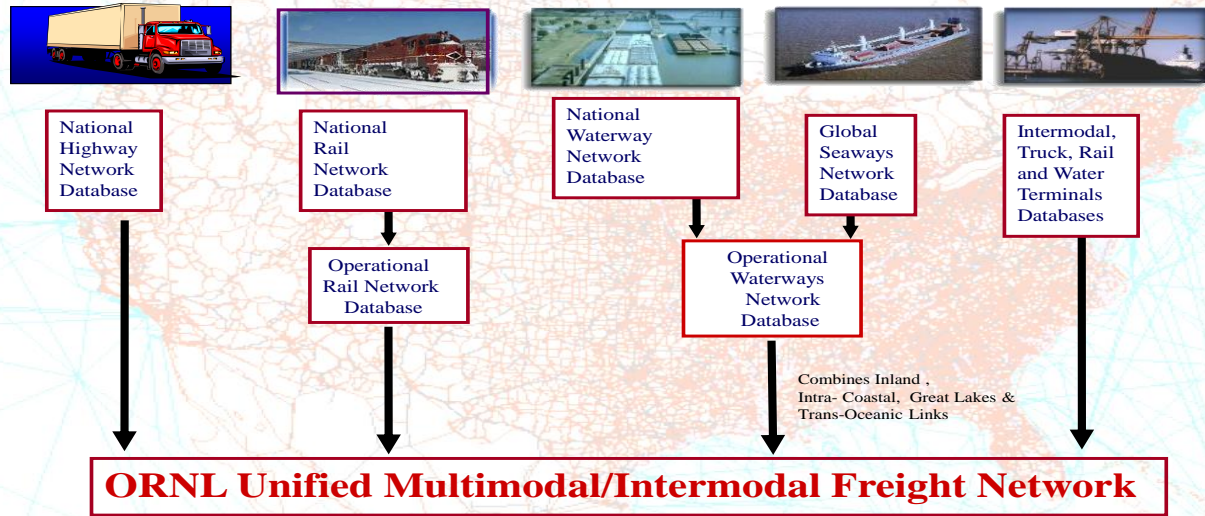 National
Highway
Network
Database
National
Rail
Network
Database
National
Waterway
Network
Database
Global
Seaways
Network
Database
Intermodal,
Truck, Rail
and Water
Terminals
Databases
Operational
Rail Network
Database
Operational
Waterways
Network
Database
Combines Inland ,
Intra- Coastal, Great Lakes &
Trans-Oceanic Links
ORNL Unified Multimodal/Intermodal Freight Network